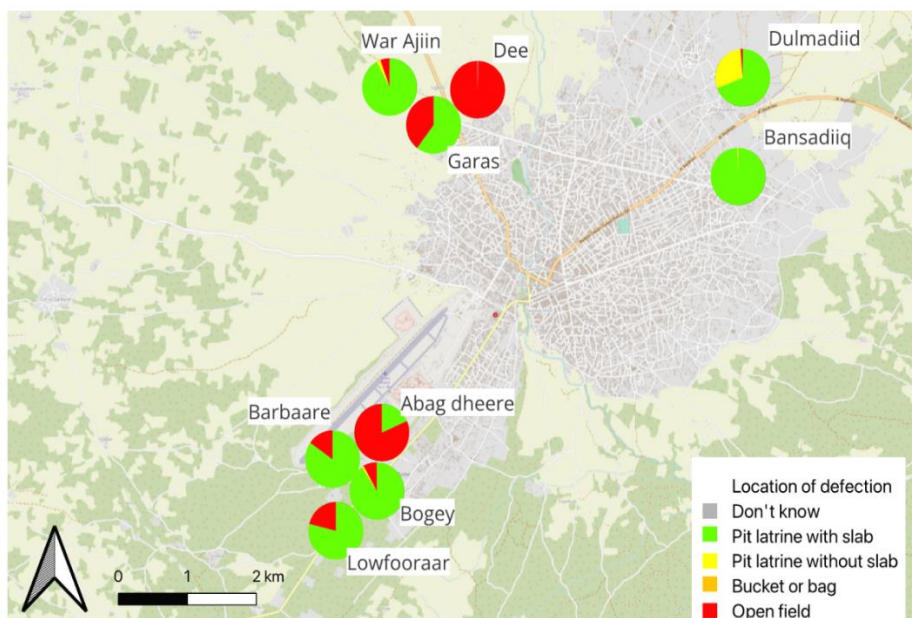 War Ajiin
Dee
Dulmadiid
Garas
Bansadiiq
Barbaare
Abag dheere
Bogey
Lowfooraar
0 1 2 km
Location of defection
Don't know
Pit latrine with slab
Pit latrine without slab
Bucket or bag
Open field